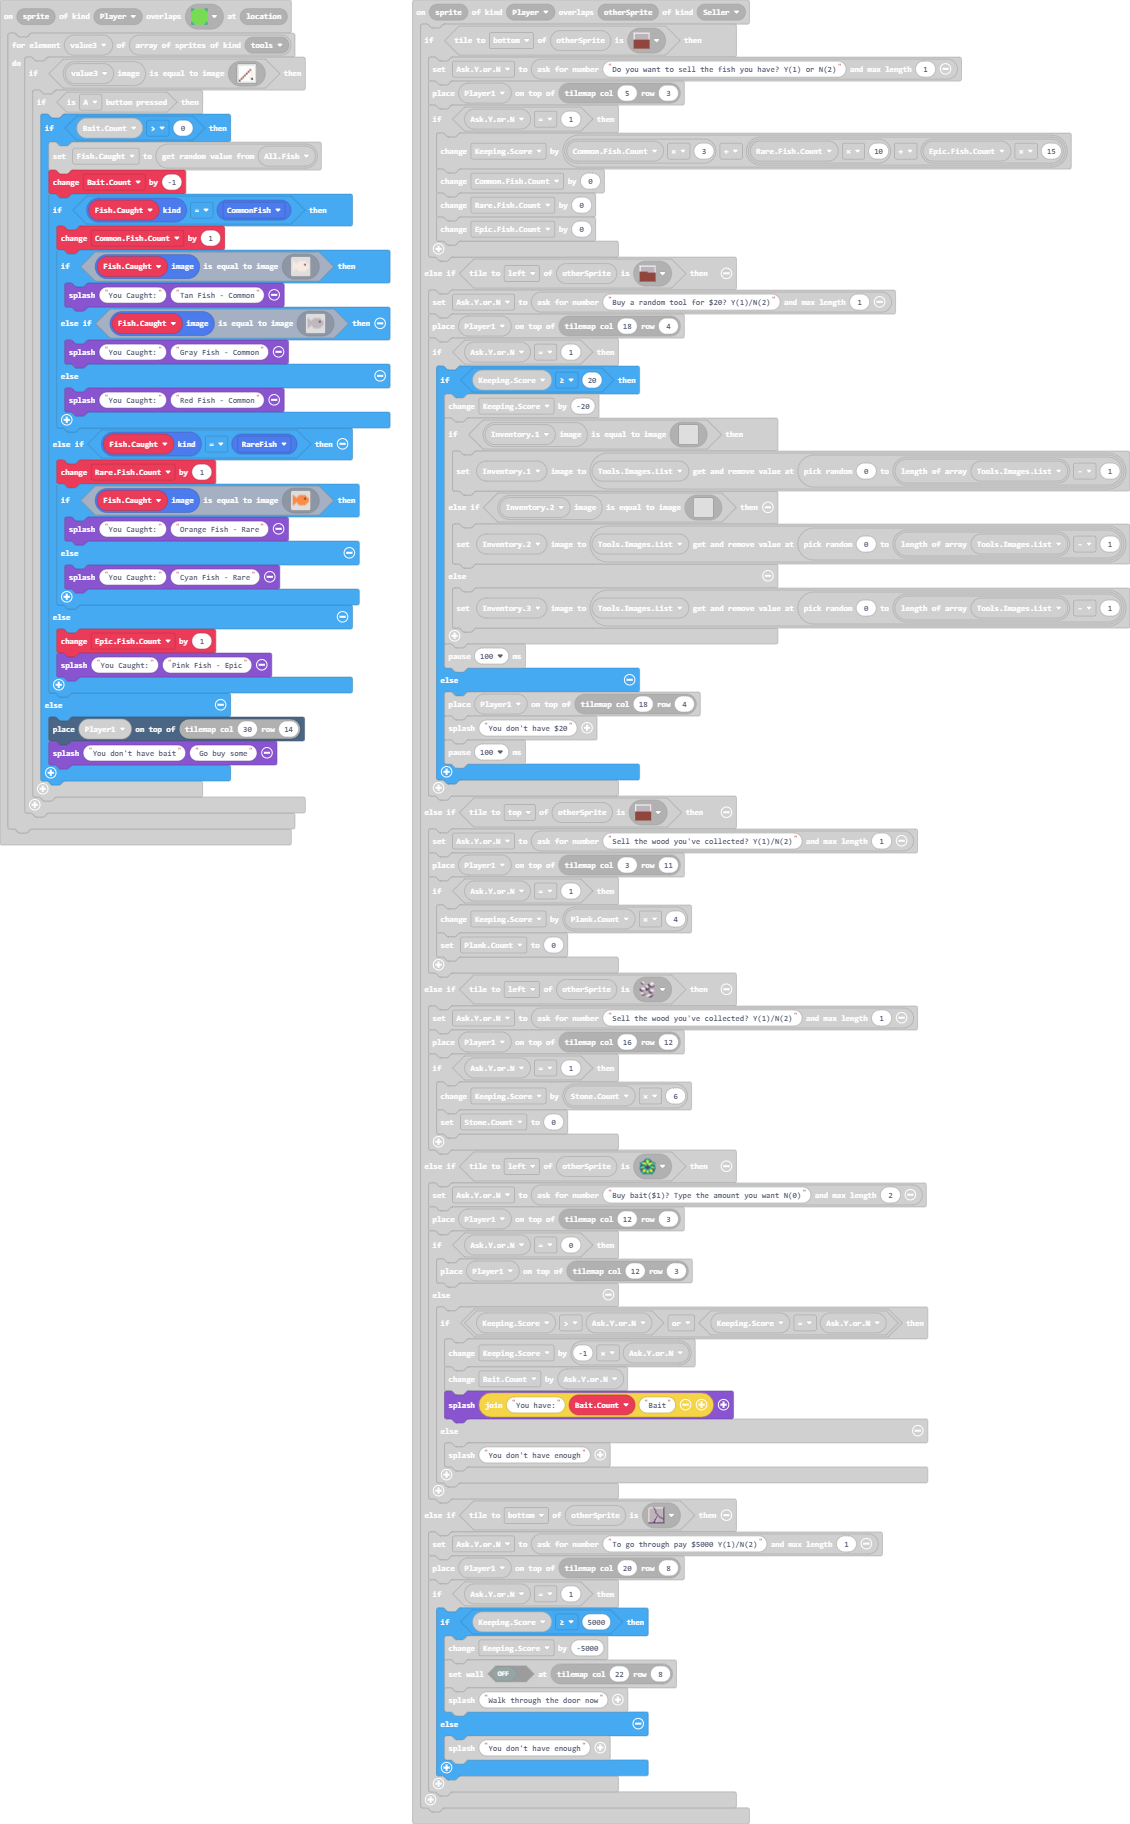 on sprite of kind Player overlaps at location
for element value3 of array of sprites of kind tools
do
if value3 image is equal to image then
if is A button pressed then
if Bait.Count > 0 then
set Fish.Caught to get random value from All.Fish
change Bait.Count by -1
if Fish.Caught kind = CommonFish then
change Common.Fish.Count by 1
if Fish.Caught image is equal to image then
splash "You Caught:" "Tan Fish - Common"
else if Fish.Caught image is equal to image then
splash "You Caught:" "Gray Fish - Common"
else
splash "You Caught:" "Red Fish - Common"
else if Fish.Caught kind = RareFish then
change Rare.Fish.Count by 1
if Fish.Caught image is equal to image then
splash "You Caught:" "Orange Fish - Rare"
else
splash "You Caught:" "Cyan Fish - Rare"
else
change Epic.Fish.Count by 1
splash "You Caught:" "Pink Fish - Epic"
else
place Player1 on top of tilemap col 30 row 14
splash "You don't have bait" "Go buy some"
on sprite of kind Player overlaps otherSprite of kind Seller
if tile to bottom of otherSprite is then
set Ask.Y.or.N to ask for number "Do you want to sell the fish you have? Y(1) or N(2)" and max length 1
place Player1 on top of tilemap col 5 row 3
if Ask.Y.or.N = 1 then
change Keeping.Score by Common.Fish.Count × 3 + Rare.Fish.Count × 10 + Epic.Fish.Count × 15
change Common.Fish.Count by 0
change Rare.Fish.Count by 0
change Epic.Fish.Count by 0
else if tile to left of otherSprite is then
set Ask.Y.or.N to ask for number "Buy a random tool for $20? Y(1)/N(2)" and max length 1
place Player1 on top of tilemap col 18 row 4
if Ask.Y.or.N = 1 then
if Keeping.Score ≥ 20 then
change Keeping.Score by -20
if Inventory.1 image is equal to image then
set Inventory.1 image to Tools.Images.List get and remove value at pick random 0 to length of array Tools.Images.List - 1
else if Inventory.2 image is equal to image then
set Inventory.2 image to Tools.Images.List get and remove value at pick random 0 to length of array Tools.Images.List - 1
else
set Inventory.3 image to Tools.Images.List get and remove value at pick random 0 to length of array Tools.Images.List - 1
pause 100 ms
else
place Player1 on top of tilemap col 18 row 4
splash "You don't have $20"
pause 100 ms
else if tile to top of otherSprite is then
set Ask.Y.or.N to ask for number "Sell the wood you've collected? Y(1)/N(2)" and max length 1
place Player1 on top of tilemap col 3 row 11
if Ask.Y.or.N = 1 then
change Keeping.Score by Plank.Count × 4
set Plank.Count to 0
else if tile to left of otherSprite is then
set Ask.Y.or.N to ask for number "Sell the wood you've collected? Y(1)/N(2)" and max length 1
place Player1 on top of tilemap col 16 row 12
if Ask.Y.or.N = 1 then
change Keeping.Score by Stone.Count × 6
set Stone.Count to 0
else if tile to left of otherSprite is then
set Ask.Y.or.N to ask for number "Buy bait($1)? Type the amount you want N(0)" and max length 2
place Player1 on top of tilemap col 12 row 3
if Ask.Y.or.N = 0 then
place Player1 on top of tilemap col 12 row 3
else
if Keeping.Score > Ask.Y.or.N or Keeping.Score = Ask.Y.or.N then
change Keeping.Score by -1 × Ask.Y.or.N
change Bait.Count by Ask.Y.or.N
splash join "You have:" Bait.Count "Bait"
else
splash "You don't have enough"
else if tile to bottom of otherSprite is then
set Ask.Y.or.N to ask for number "To go through pay $5000 Y(1)/N(2)" and max length 1
place Player1 on top of tilemap col 20 row 8
if Ask.Y.or.N = 1 then
if Keeping.Score ≥ 5000 then
change Keeping.Score by -5000
set wall OFF at tilemap col 22 row 8
splash "Walk through the door now"
else
splash "You don't have enough"